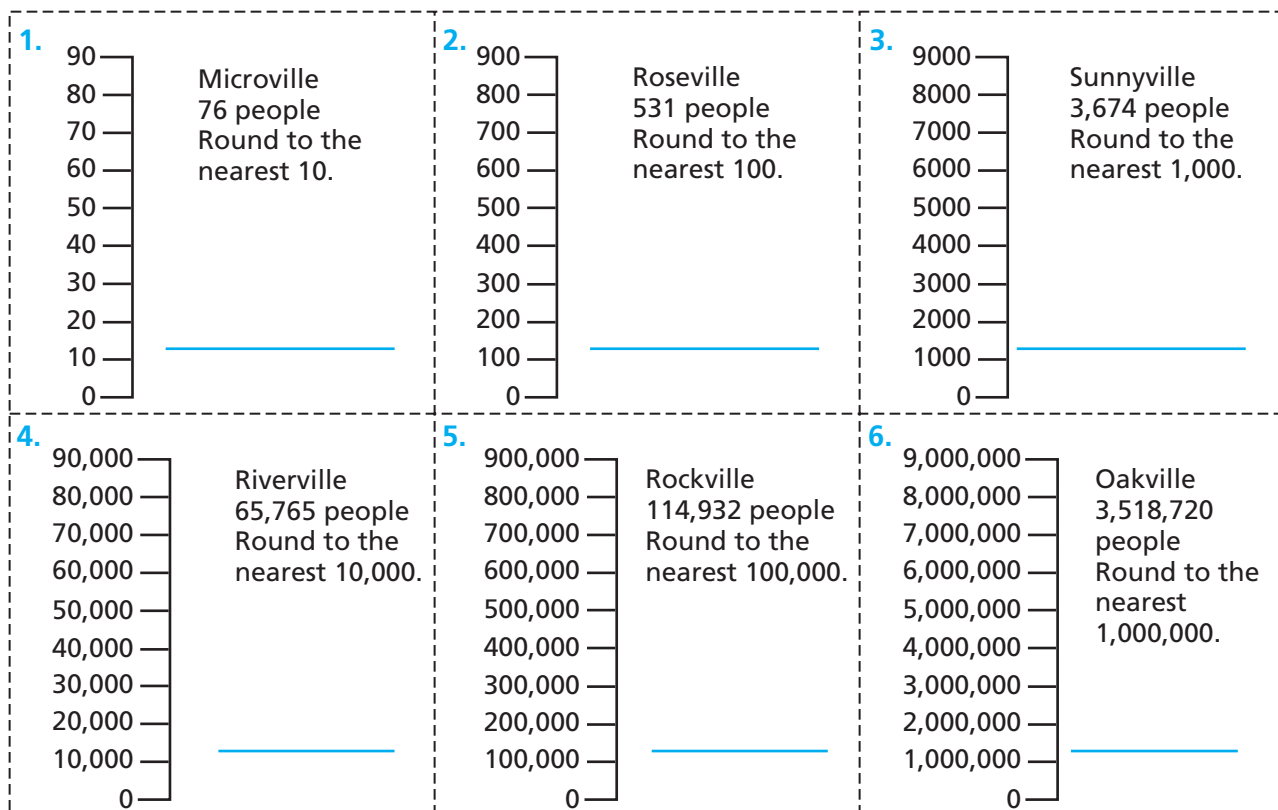 1.
90
80
70
60
50
40
30
20
10
0
Microville
76 people
Round to the
nearest 10.
2.
900
800
700
600
500
400
300
200
100
0
Roseville
531 people
Round to the
nearest 100.
3.
9000
8000
7000
6000
5000
4000
3000
2000
1000
0
Sunnyville
3,674 people
Round to the
nearest 1,000.
4.
90,000
80,000
70,000
60,000
50,000
40,000
30,000
20,000
10,000
0
Riverville
65,765 people
Round to the
nearest 10,000.
5.
900,000
800,000
700,000
600,000
500,000
400,000
300,000
200,000
100,000
0
Rockville
114,932 people
Round to the
nearest 100,000.
6.
9,000,000
8,000,000
7,000,000
6,000,000
5,000,000
4,000,000
3,000,000
2,000,000
1,000,000
0
Oakville
3,518,720
people
Round to the
nearest
1,000,000.